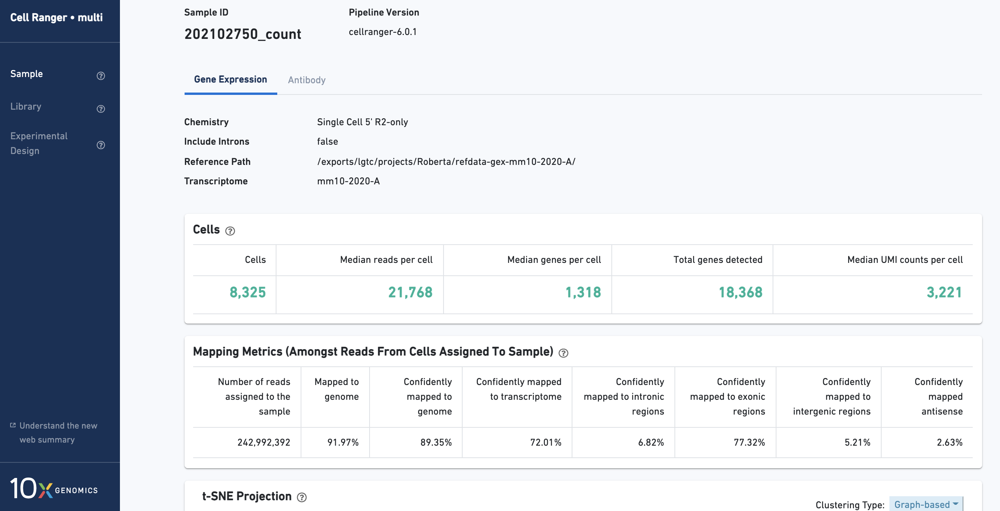 Cell Ranger • multi
Sample
Library
Experimental
Design
Understand the new
web summary
10X GENOMICS
Sample ID
Pipeline Version
202102750_count
cellranger-6.0.1
Gene Expression
Antibody
Chemistry
Single Cell 5' R2-only
Include Introns
false
Reference Path
/exports/lgtc/projects/Roberta/refdata-gex-mm10-2020-A/
Transcriptome
mm10-2020-A
Cells
Cells
Median reads per cell
Median genes per cell
Total genes detected
Median UMI counts per cell
8,325
21,768
1,318
18,368
3,221
Mapping Metrics (Amongst Reads From Cells Assigned To Sample)
Number of reads
assigned to the
sample
Mapped to
genome
Confidently
mapped to
genome
Confidently mapped
to transcriptome
Confidently
mapped to intronic
regions
Confidently
mapped to exonic
regions
Confidently
mapped to
intergenic regions
Confidently
mapped
antisense
242,992,392
91.97%
89.35%
72.01%
6.82%
77.32%
5.21%
2.63%
t-SNE Projection
Clustering Type:
Graph-based